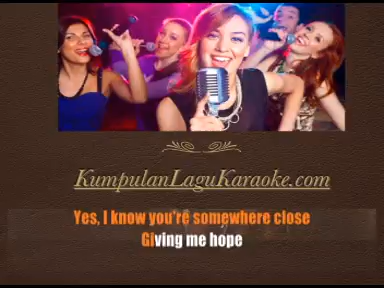 KumpulanLaguKaraoke.com
Yes, I know you're somewhere close
Giving me hope